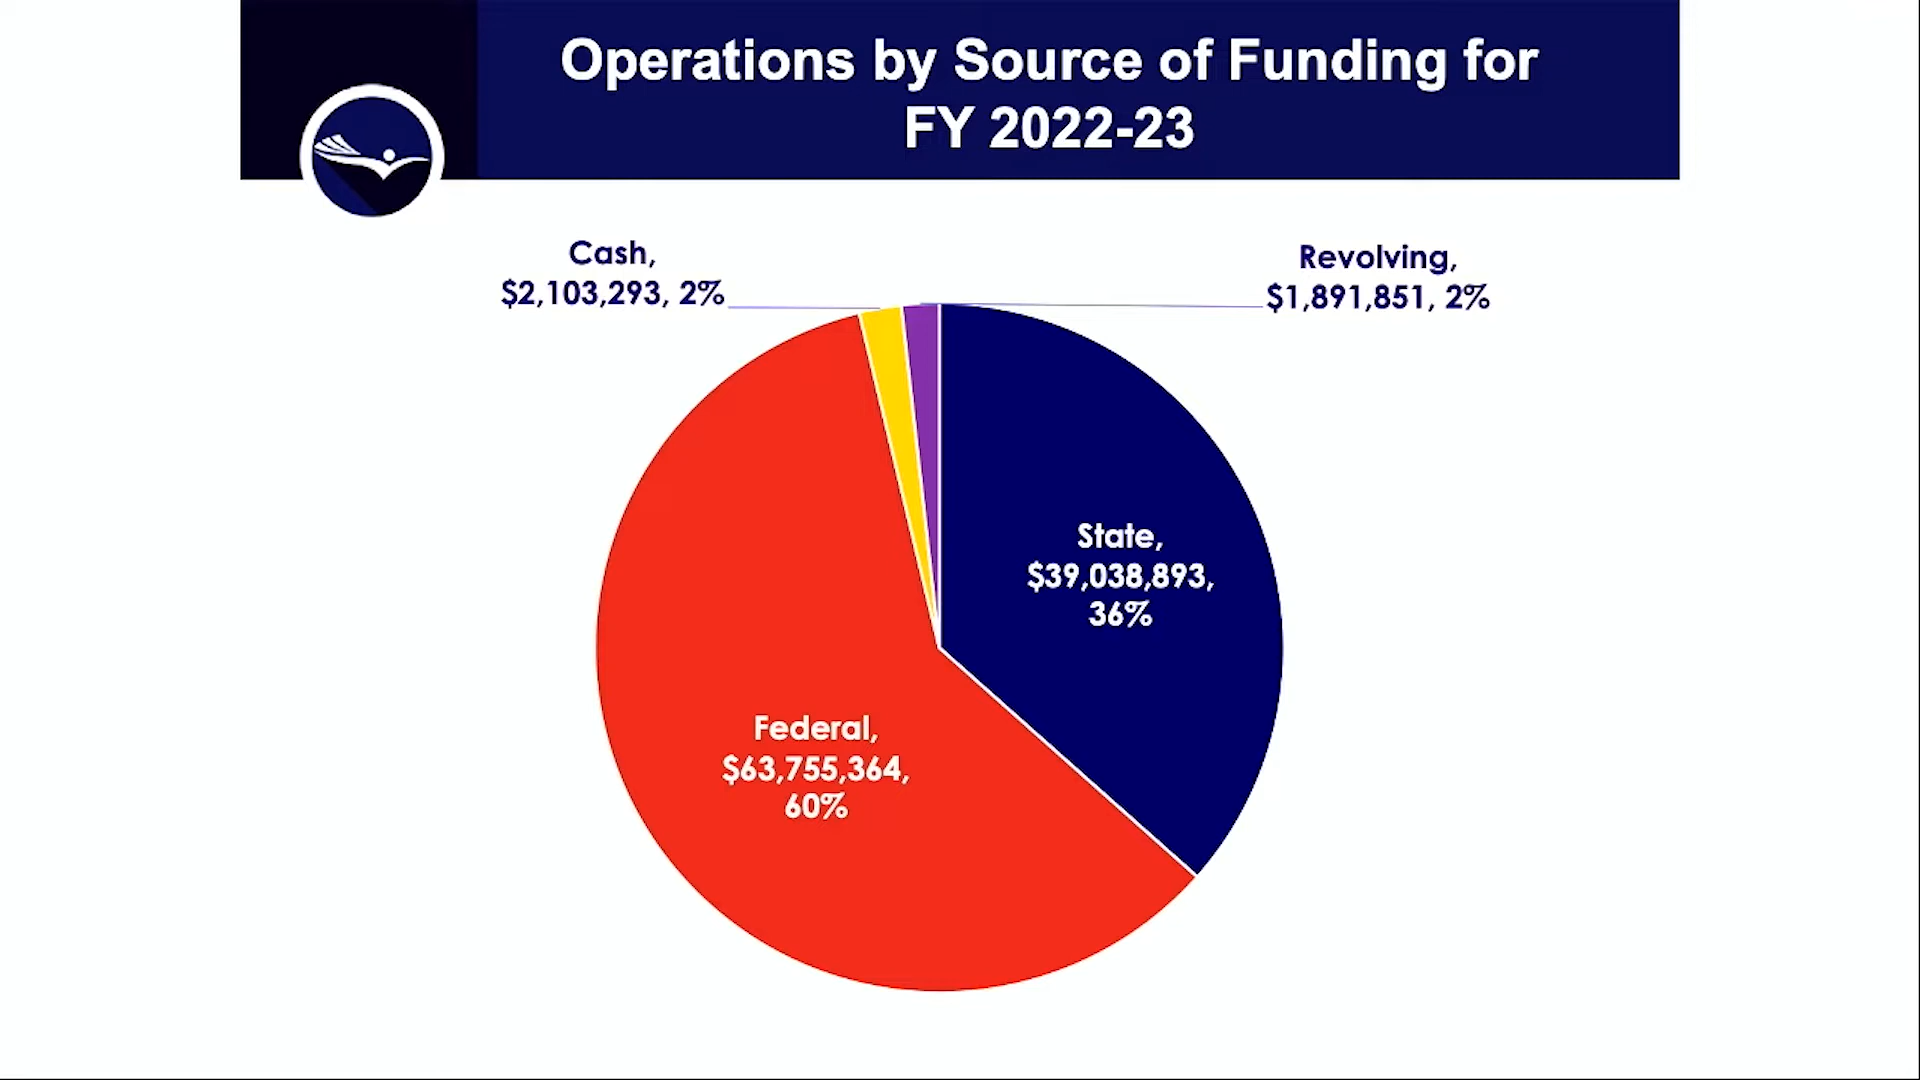 Operations by Source of Funding for
FY 2022-23
Cash,
$2,103,293, 2%
Revolving,
$1,891,851, 2%
State,
$39,038,893,
36%
Federal,
$63,755,364,
60%